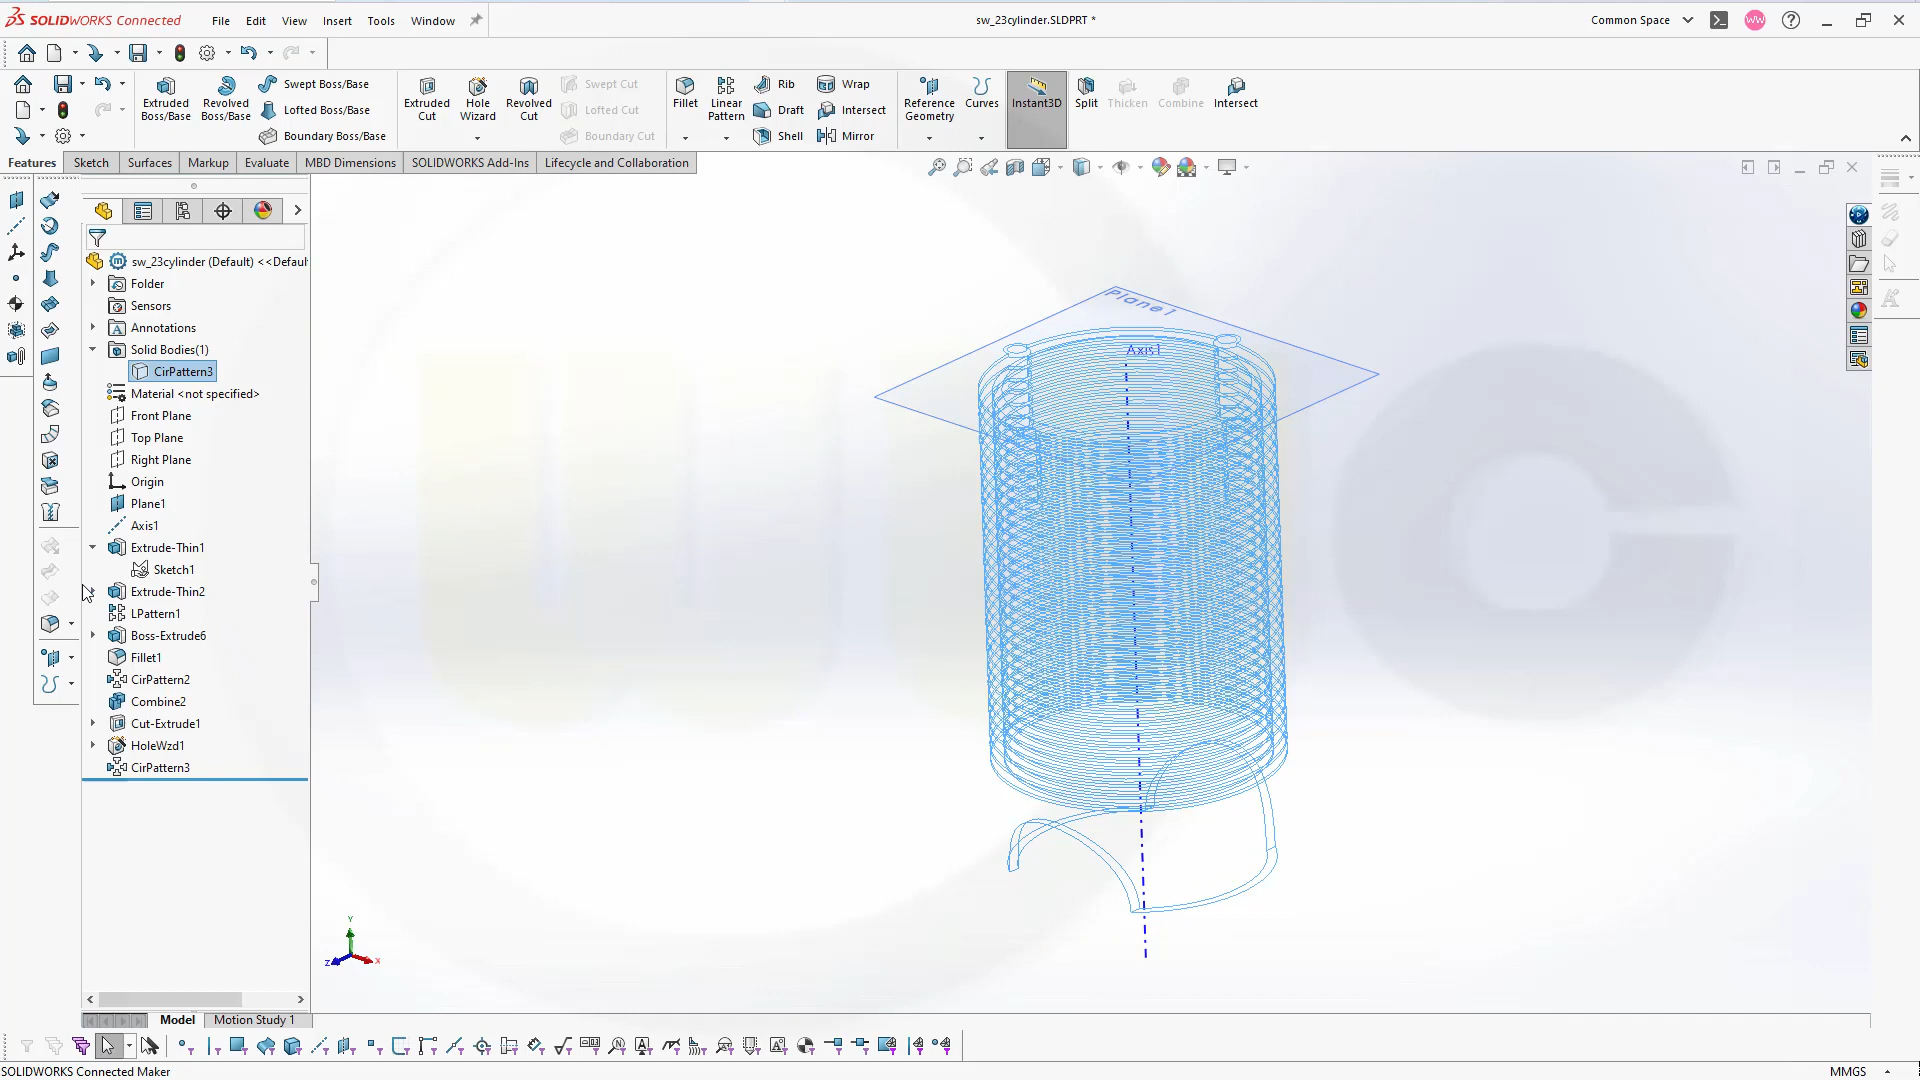 SOLIDWORKS Connected
File Edit View Insert Tools Window
sw_23cylinder.SLDPRT *
Common Space
WW
Extruded Boss/Base
Revolved Boss/Base
Swept Boss/Base
Lofted Boss/Base
Boundary Boss/Base
Extruded Cut
Hole Wizard
Revolved Cut
Swept Cut
Lofted Cut
Boundary Cut
Fillet
Linear Pattern
Rib
Draft
Shell
Wrap
Intersect
Mirror
Reference Geometry
Curves
Instant3D
Split
Thicken
Combine
Intersect
Features Sketch Surfaces Markup Evaluate MBD Dimensions SOLIDWORKS Add-Ins Lifecycle and Collaboration
sw_23cylinder (Default) <<Defaul
Folder
Sensors
Annotations
Solid Bodies(1)
CirPattern3
Material <not specified>
Front Plane
Top Plane
Right Plane
Origin
Plane1
Axis1
Extrude-Thin1
Sketch1
Extrude-Thin2
LPattern1
Boss-Extrude6
Fillet1
CirPattern2
Combine2
Cut-Extrude1
HoleWzd1
CirPattern3
Plane1
Axis1
Y
Z
X
Model Motion Study 1
SOLIDWORKS Connected Maker
MMGS